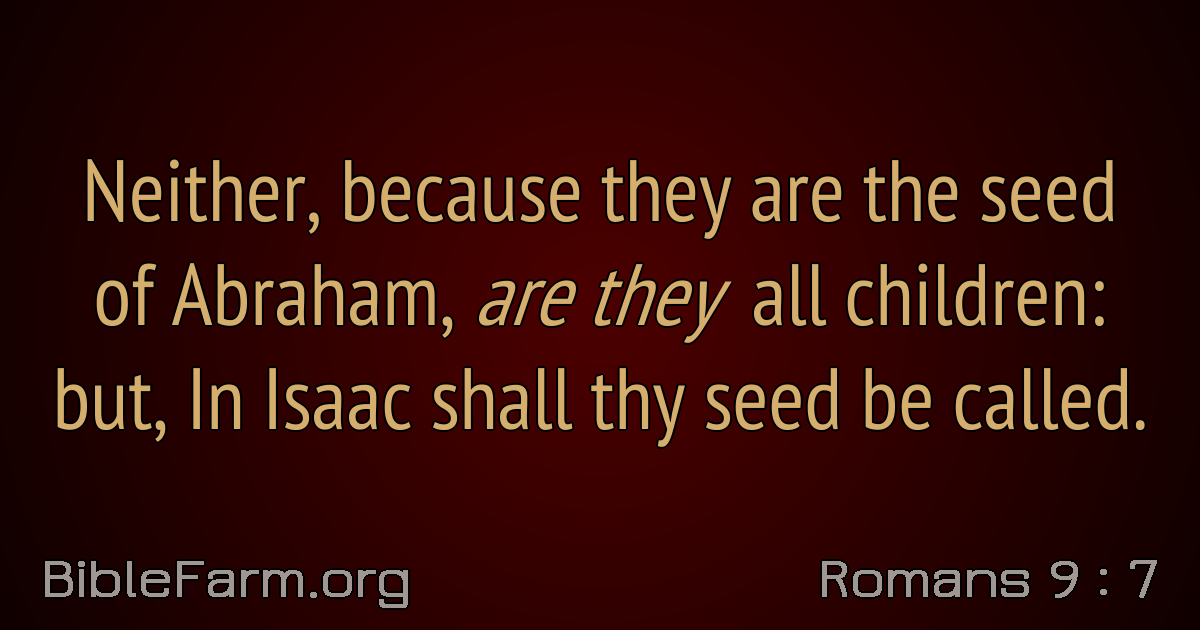 Neither, because they are the seed
of Abraham, are they all children:
but, In Isaac shall thy seed be called.
BibleFarm.org
Romans 9 : 7